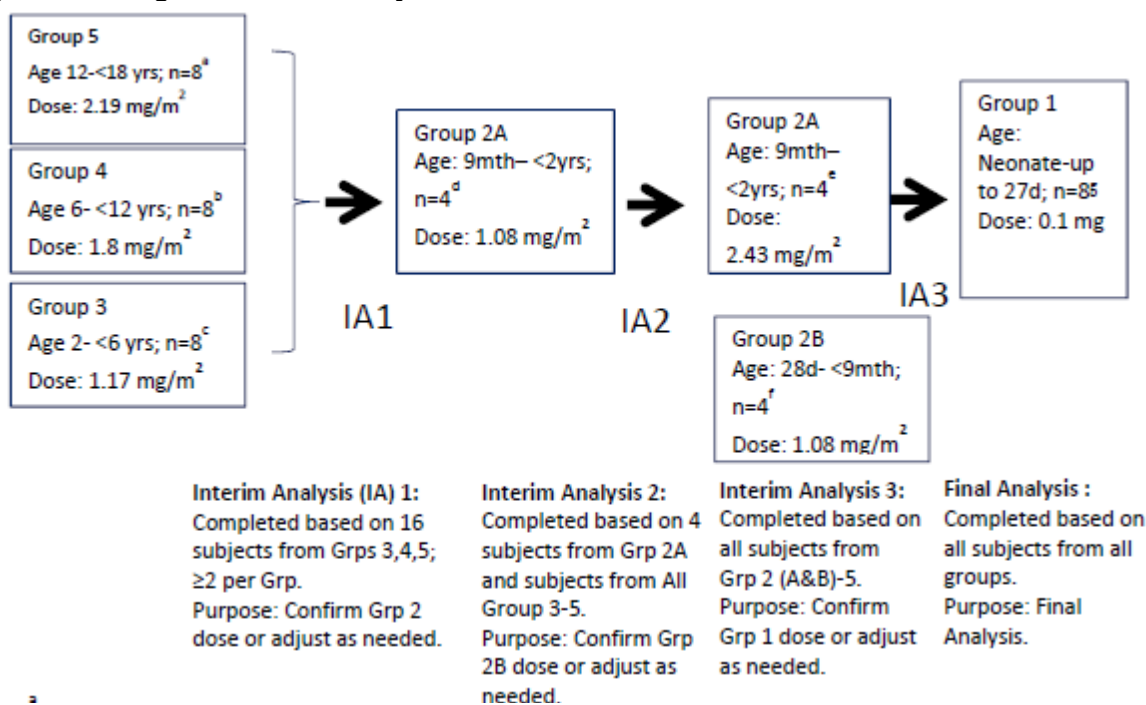 Group 5
Age 12-<18 yrs; n=8a
Dose: 2.19 mg/m2
Group 4
Age 6- <12 yrs; n=8b
Dose: 1.8 mg/m2
Group 3
Age 2- <6 yrs; n=8c
Dose: 1.17 mg/m2
IA1
Group 2A
Age: 9mth– <2yrs;
n=4d
Dose: 1.08 mg/m2
IA2
Group 2A
Age: 9mth–
<2yrs; n=4e
Dose:
2.43 mg/m2
Group 2B
Age: 28d- <9mth;
n=4f
Dose: 1.08 mg/m2
IA3
Group 1
Age:
Neonate-up
to 27d; n=8g
Dose: 0.1 mg
Interim Analysis (IA) 1:
Completed based on 16
subjects from Grps 3,4,5;
≥2 per Grp.
Purpose: Confirm Grp 2
dose or adjust as needed.
Interim Analysis 2:
Completed based on 4
subjects from Grp 2A
and subjects from All
Group 3-5.
Purpose: Confirm Grp
2B dose or adjust as
needed.
Interim Analysis 3:
Completed based on
all subjects from
Grp 2 (A&B)-5.
Purpose: Confirm
Grp 1 dose or adjust
as needed.
Final Analysis :
Completed based on
all subjects from all
groups.
Purpose: Final
Analysis.